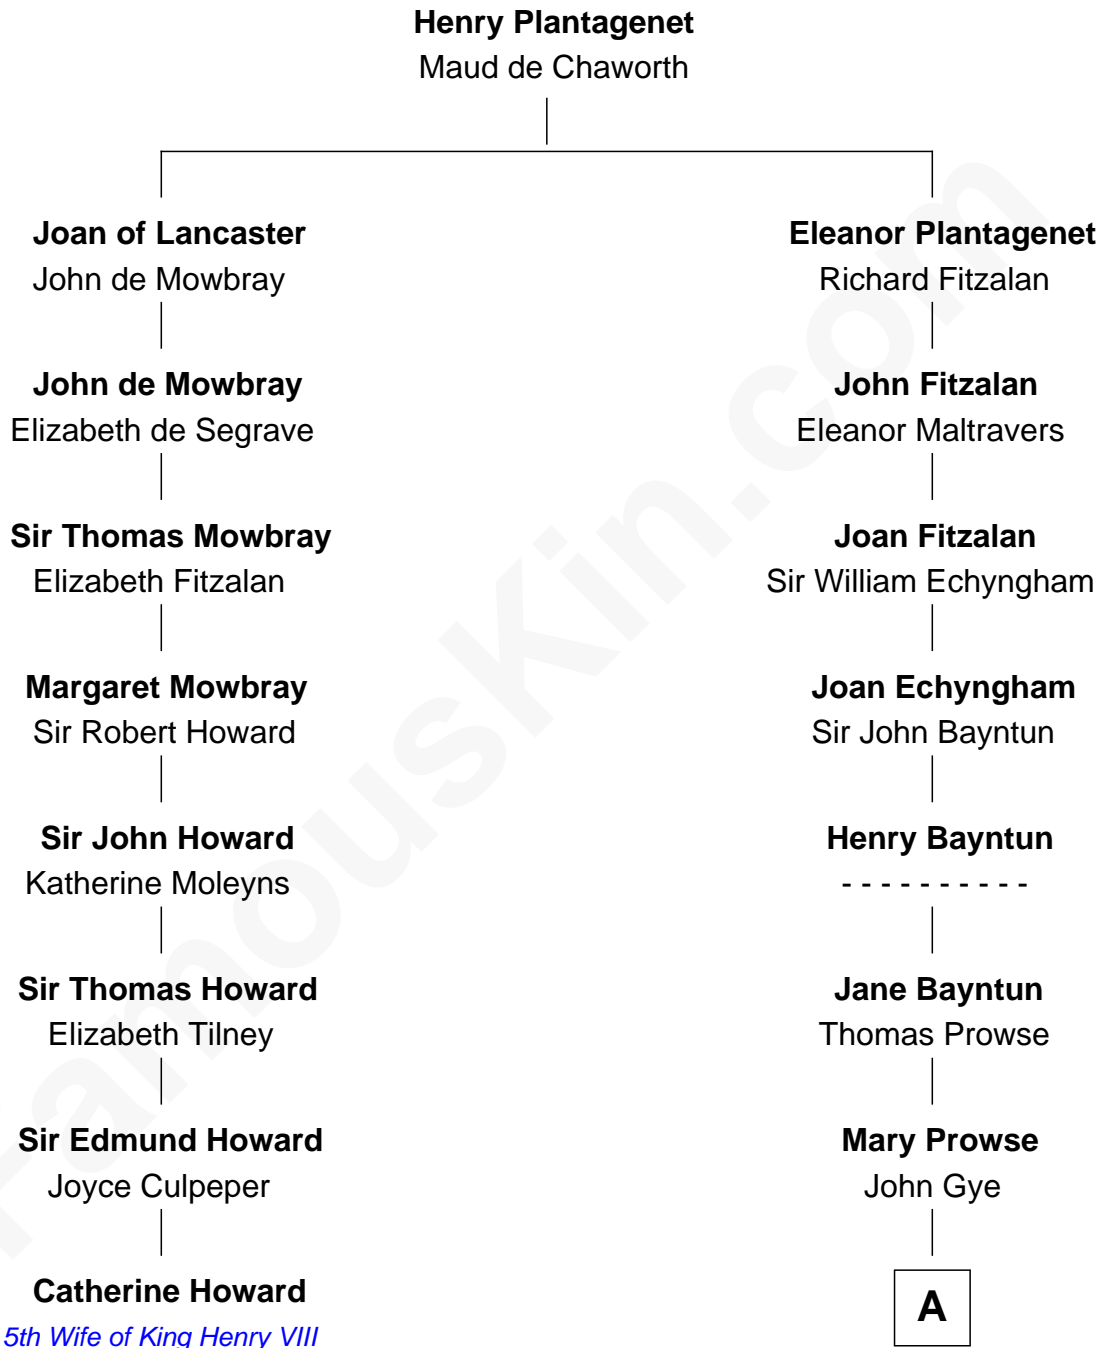 Henry Plantagenet
Maud de Chaworth
Joan of Lancaster
John de Mowbray
Eleanor Plantagenet
Richard Fitzalan
John de Mowbray
Elizabeth de Segrave
John Fitzalan
Eleanor Maltravers
Sir Thomas Mowbray
Elizabeth Fitzalan
Joan Fitzalan
Sir William Echyngham
Margaret Mowbray
Sir Robert Howard
Joan Echyngham
Sir John Bayntun
Sir John Howard
Katherine Moleyns
Henry Bayntun
- - - - - - - - - -
Sir Thomas Howard
Elizabeth Tilney
Jane Bayntun
Thomas Prowse
Sir Edmund Howard
Joyce Culpeper
Mary Prowse
John Gye
Catherine Howard
5th Wife of King Henry VIII
A
FamousKin.com